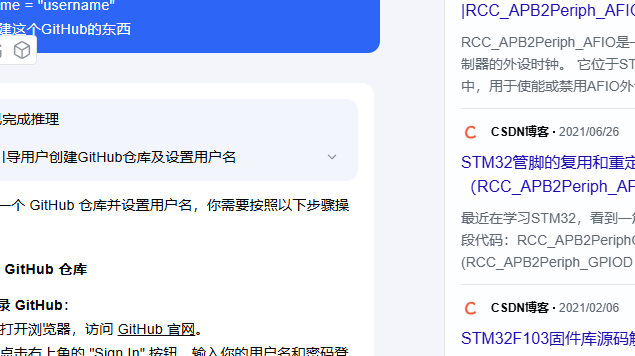 ame = "username"
建这个GitHub的东西
完成推理
引导用户创建GitHub仓库及设置用户名
一个 GitHub 仓库并设置用户名，你需要按照以下步骤操
GitHub 仓库
录 GitHub：
打开浏览器，访问 GitHub 官网。
点击右上角的 "Sign In" 按钮，输入你的用户名和密码登
|RCC_APB2Periph_AFIO
RCC_APB2Periph_AFIO是一
制器的外设时钟。 它位于ST
中，用于使能或禁用AFIO外
CSDN博客 · 2021/06/26
STM32管脚的复用和重定
（RCC_APB2Periph_AF
最近在学习STM32，看到一
段代码：RCC_APB2Periph
(RCC_APB2Periph_GPIOD
CSDN博客 · 2021/02/06
STM32F103固件库源码解